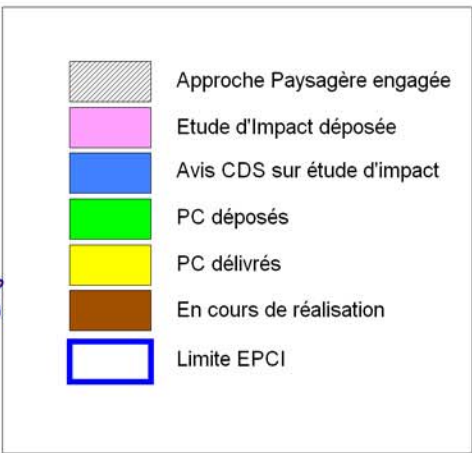 Approche Paysagère engagée
Etude d'Impact déposée
Avis CDS sur étude d'impact
PC déposés
PC délivrés
En cours de réalisation
Limite EPCI